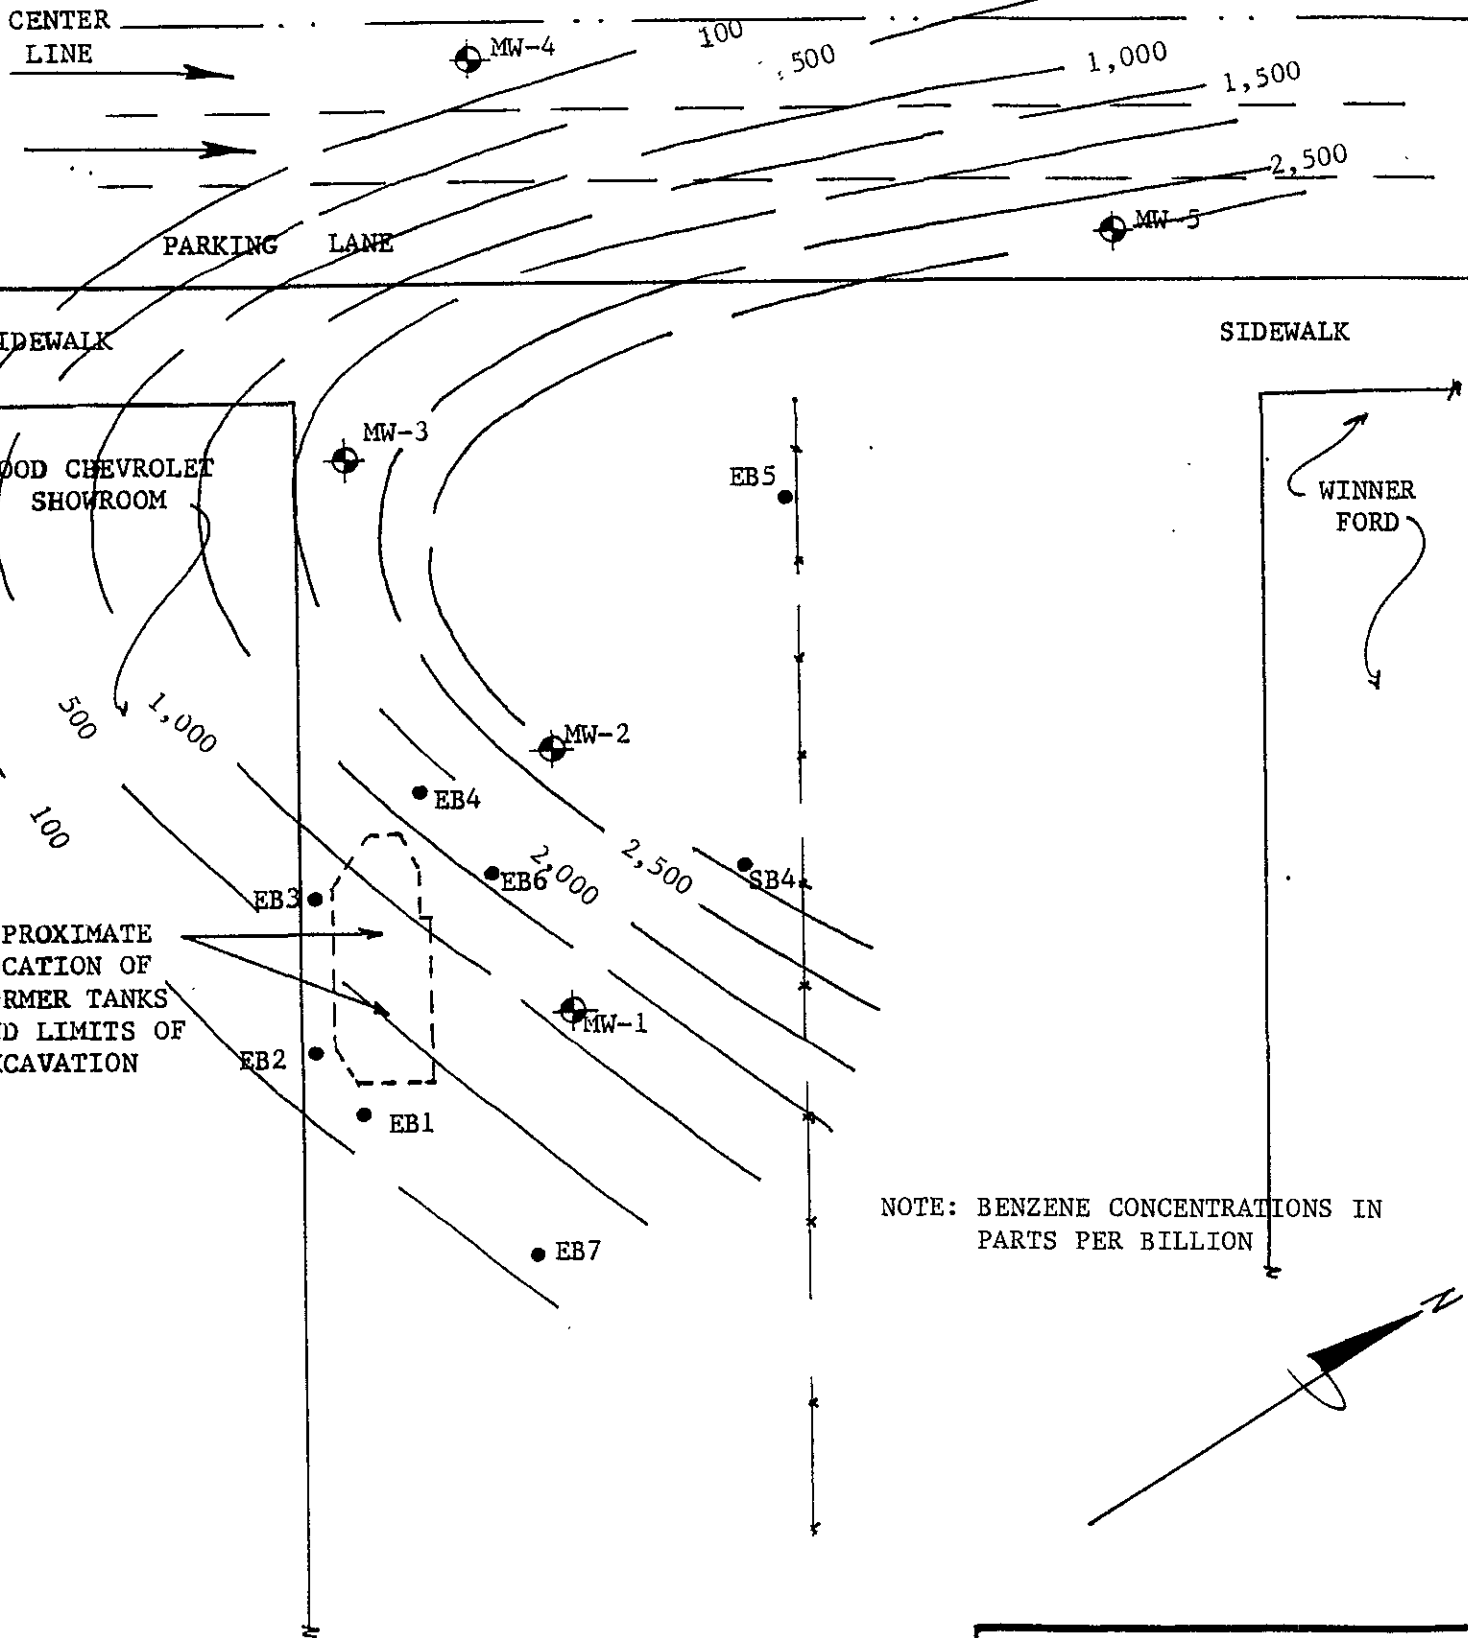 CENTER
LINE
MW-4
100
500
1,000
1,500
2,500
MW-5
PARKING LANE
IDEWALK
SIDEWALK
MW-3
OOD CHEVROLET
SHOWROOM
EB5
WINNER
FORD
500
1,000
100
MW-2
EB4
EB6
2,000
2,500
SB4
EB3
PROXIMATE
CATION OF
RMER TANKS
D LIMITS OF
CAVATION
MW-1
EB2
EB1
EB7
NOTE: BENZENE CONCENTRATIONS IN
PARTS PER BILLION
N